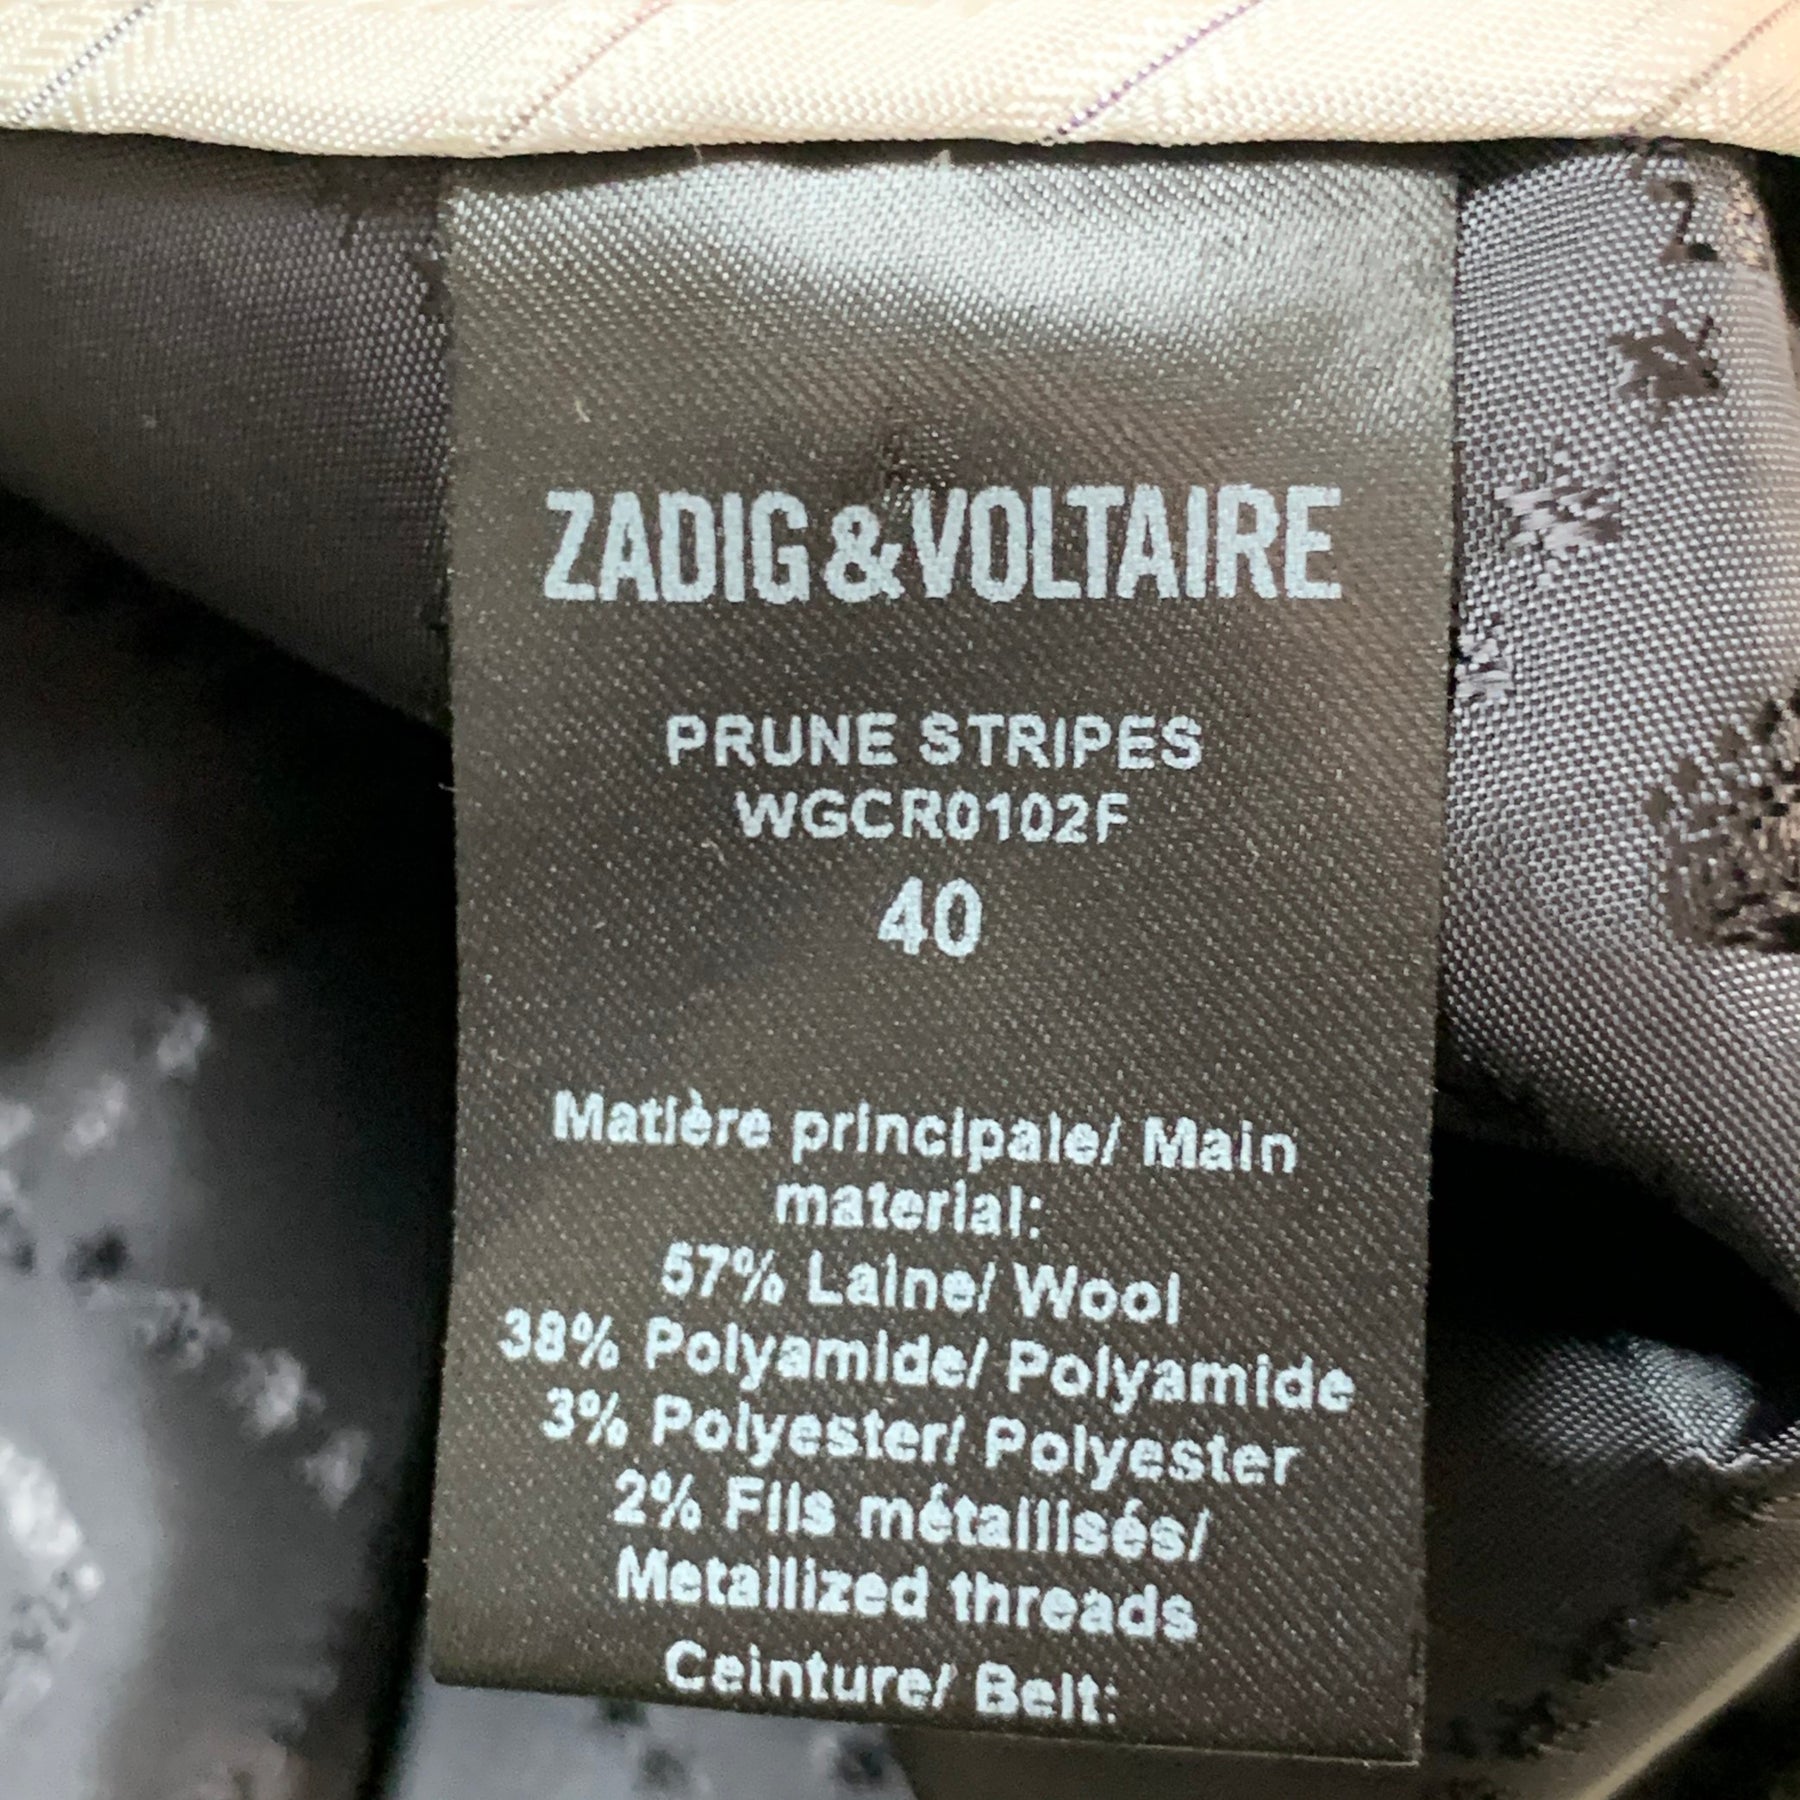 ZADIG&VOLTAIRE
PRUNE STRIPES
WGCR0102F
40
Matière principale/ Main
material:
57% Laine/ Wool
38% Polyamide/ Polyamide
3% Polyester/ Polyester
2% Fils métallisés/
Metallized threads
Ceinture/ Belt: